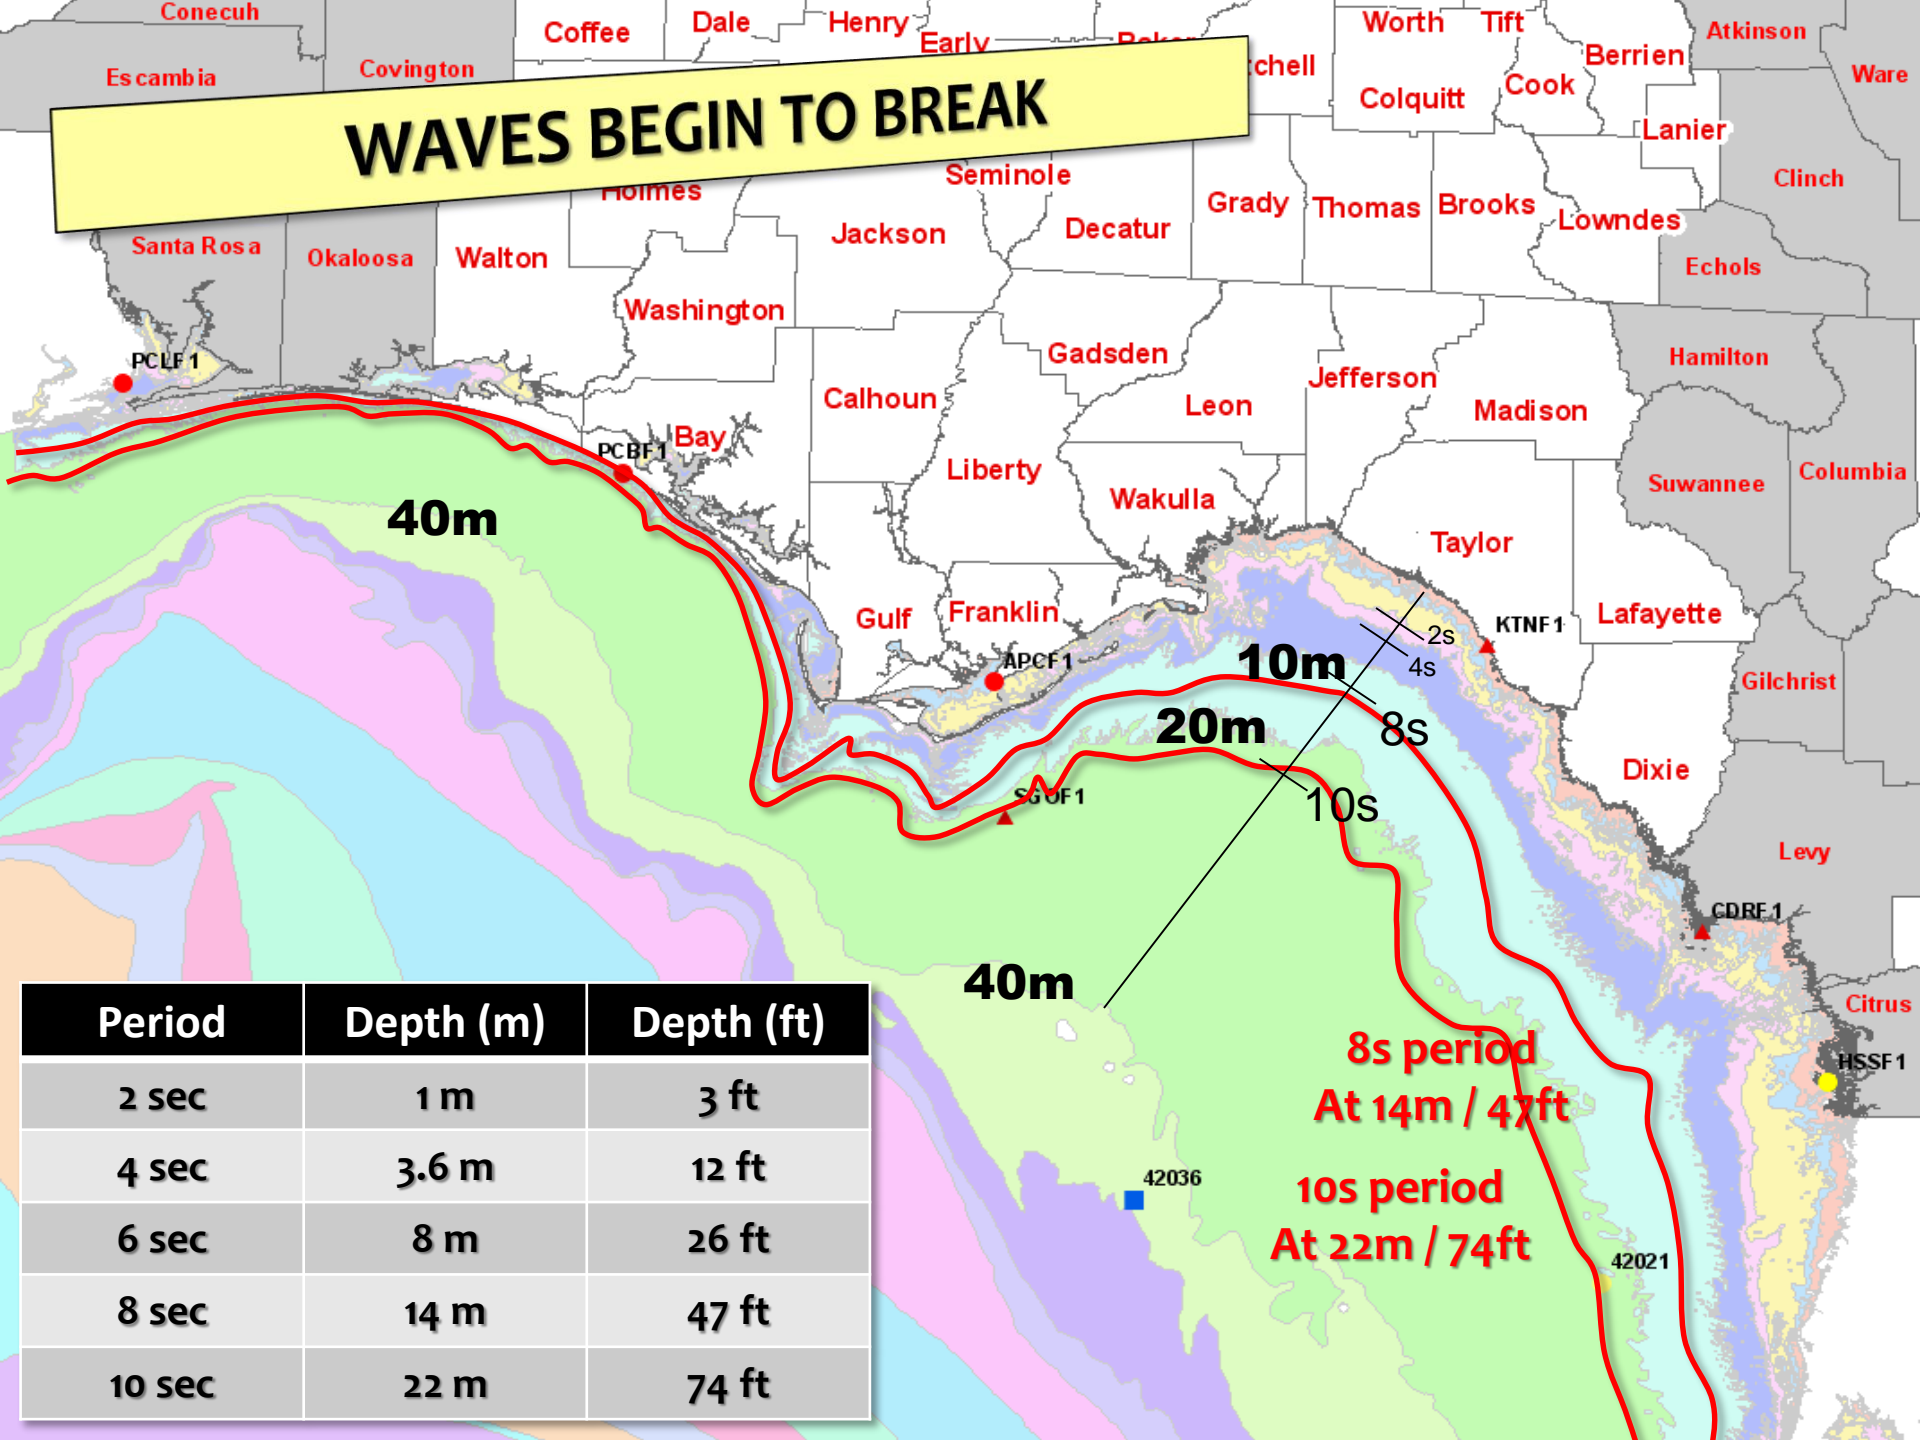 Conecuh
Coffee
Dale
Henry
Early
Baker
Worth
Tift
Berrien
Atkinson
Escambia
Covington
tchell
Colquitt
Cook
Ware
WAVES BEGIN TO BREAK
Lanier
Clinch
Holmes
Seminole
Grady
Thomas
Brooks
Lowndes
Santa Rosa
Okaloosa
Walton
Jackson
Decatur
Echols
Washington
Gadsden
Jefferson
Hamilton
PCLF1
Calhoun
Leon
Madison
Bay
PCBF1
Liberty
Wakulla
Suwannee
Columbia
40m
Taylor
Gulf
Franklin
KTNF1
Lafayette
2s
4s
APCF1
10m
Gilchrist
20m
8s
Dixie
SGOF1
10s
Levy
CDRF1
40m
Citrus
HSSF1
Period Depth (m) Depth (ft)
2 sec 1 m 3 ft
4 sec 3.6 m 12 ft
6 sec 8 m 26 ft
8 sec 14 m 47 ft
10 sec 22 m 74 ft
8s period
At 14m / 47ft
42036
10s period
At 22m / 74ft
42021